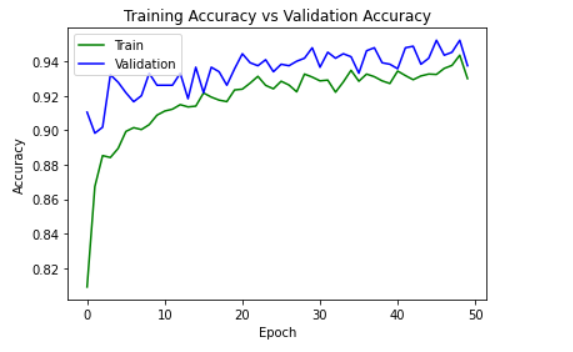 Training Accuracy vs Validation Accuracy
Train
Validation
Accuracy
0.94
0.92
0.90
0.88
0.86
0.84
0.82
0 10 20 30 40 50
Epoch